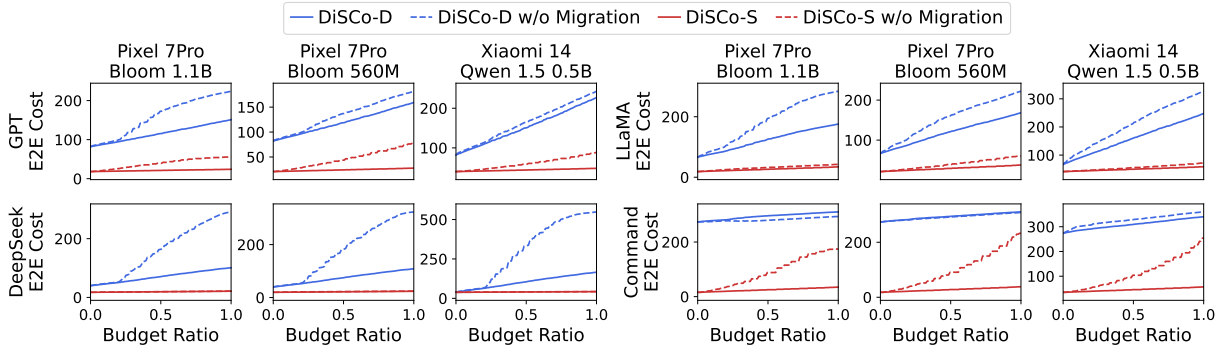 DiSCo-D DiSCo-D w/o Migration DiSCo-S DiSCo-S w/o Migration
Pixel 7Pro
Bloom 1.1B
Pixel 7Pro
Bloom 560M
Xiaomi 14
Qwen 1.5 0.5B
Pixel 7Pro
Bloom 1.1B
Pixel 7Pro
Bloom 560M
Xiaomi 14
Qwen 1.5 0.5B
GPT
E2E Cost
200
100
0
150
100
50
200
100
LLaMA
E2E Cost
200
0
200
100
300
200
100
DeepSeek
E2E Cost
200
0
0.0 0.5 1.0
Budget Ratio
200
0
0.0 0.5 1.0
Budget Ratio
500
250
0
0.0 0.5 1.0
Budget Ratio
Command
E2E Cost
200
0
0.0 0.5 1.0
Budget Ratio
200
0
0.0 0.5 1.0
Budget Ratio
300
200
100
0.0 0.5 1.0
Budget Ratio